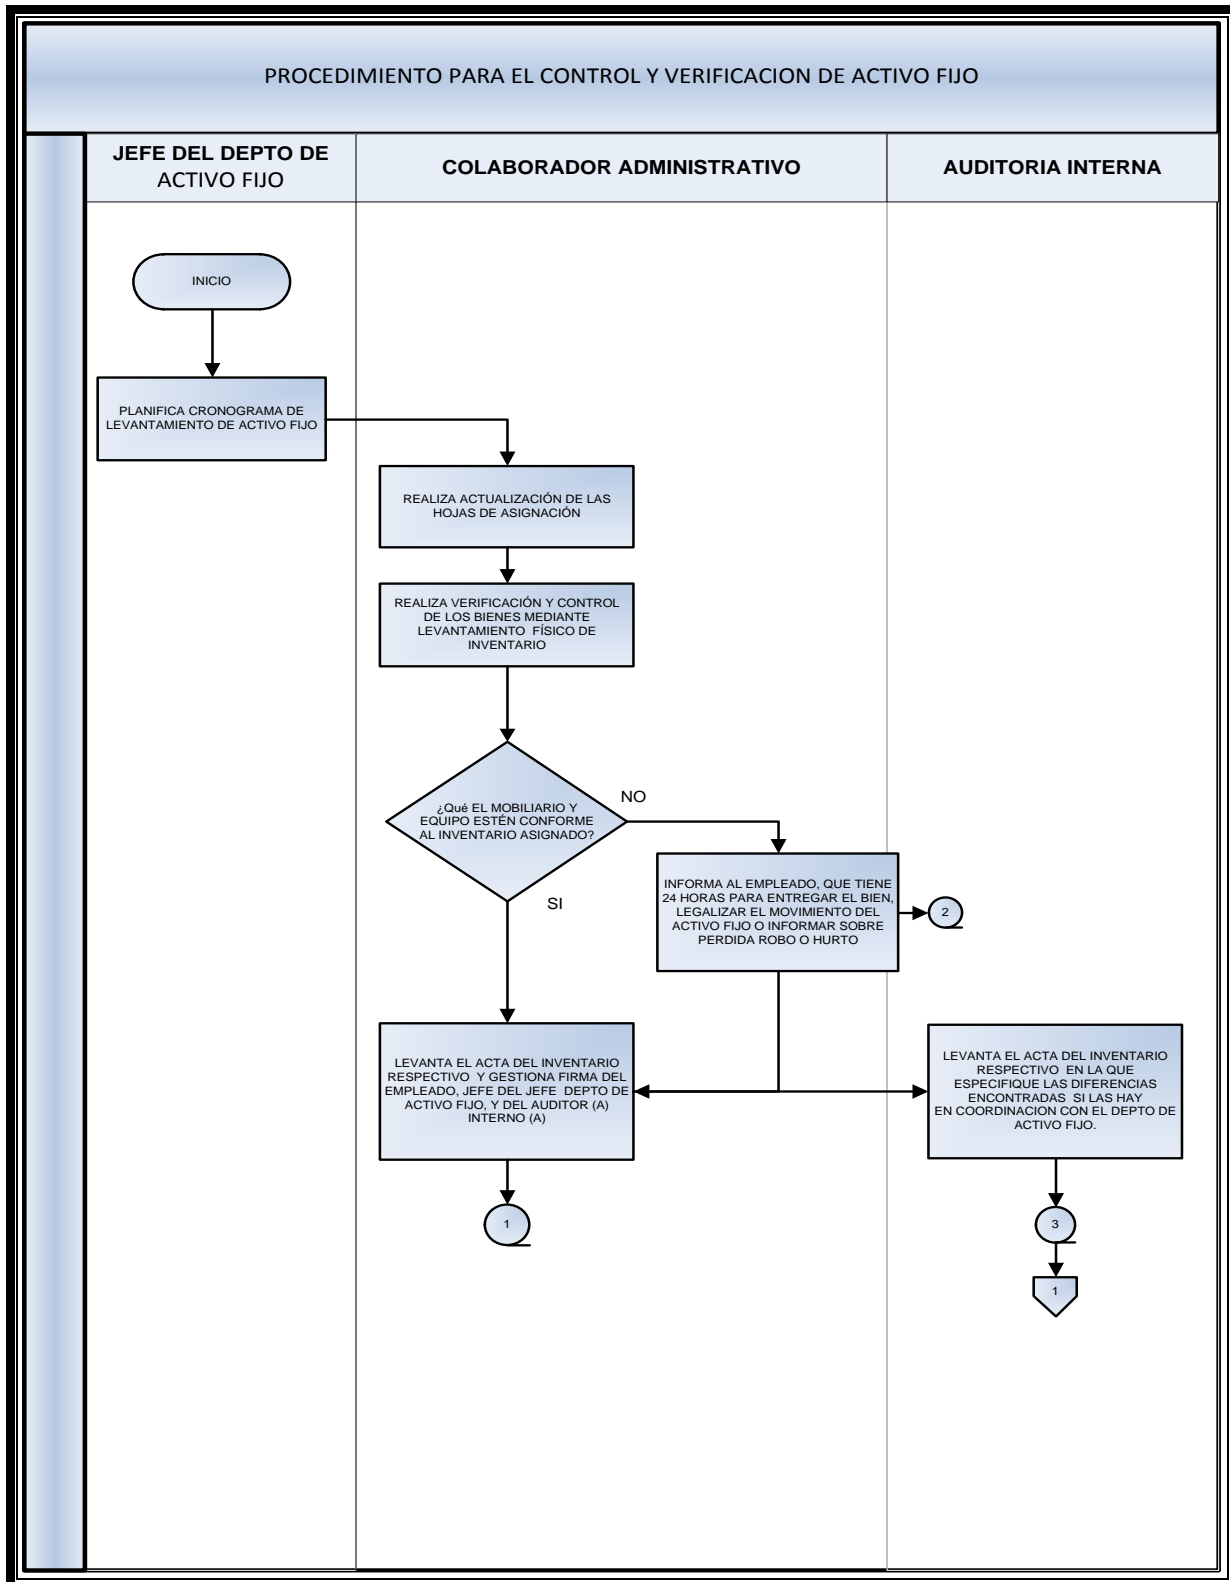 PROCEDIMIENTO PARA EL CONTROL Y VERIFICACION DE ACTIVO FIJO
JEFE DEL DEPTO DE
ACTIVO FIJO
COLABORADOR ADMINISTRATIVO
AUDITORIA INTERNA
INICIO
PLANIFICA CRONOGRAMA DE
LEVANTAMIENTO DE ACTIVO FIJO
REALIZA ACTUALIZACIÓN DE LAS
HOJAS DE ASIGNACIÓN
REALIZA VERIFICACIÓN Y CONTROL
DE LOS BIENES MEDIANTE
LEVANTAMIENTO FÍSICO DE
INVENTARIO
¿Qué EL MOBILIARIO Y
EQUIPO ESTÉN CONFORME
AL INVENTARIO ASIGNADO?
NO
SI
INFORMA AL EMPLEADO, QUE TIENE
24 HORAS PARA ENTREGAR EL BIEN,
LEGALIZAR EL MOVIMIENTO DEL
ACTIVO FIJO O INFORMAR SOBRE
PERDIDA ROBO O HURTO
2
LEVANTA EL ACTA DEL INVENTARIO
RESPECTIVO Y GESTIONA FIRMA DEL
EMPLEADO, JEFE DEL JEFE DEPTO DE
ACTIVO FIJO, Y DEL AUDITOR (A)
INTERNO (A)
LEVANTA EL ACTA DEL INVENTARIO
RESPECTIVO EN LA QUE
ESPECIFIQUE LAS DIFERENCIAS
ENCONTRADAS SI LAS HAY
EN COORDINACION CON EL DEPTO DE
ACTIVO FIJO.
1
3
1